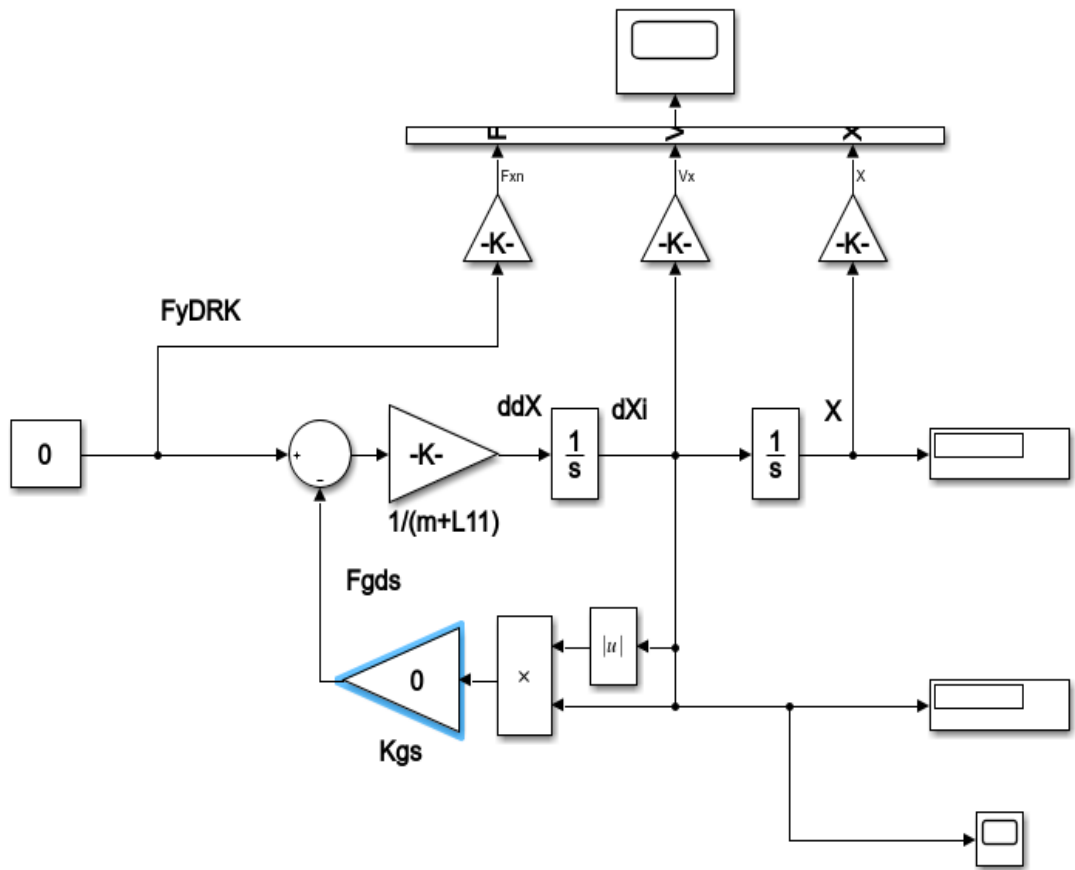 F V X
Fxn Vx X
-K- -K- -K-
FyDRK
ddX dXi X
0 + - -K- 1/s 1/s
1/(m+L11)
Fgds
|u|
0 ×
Kgs